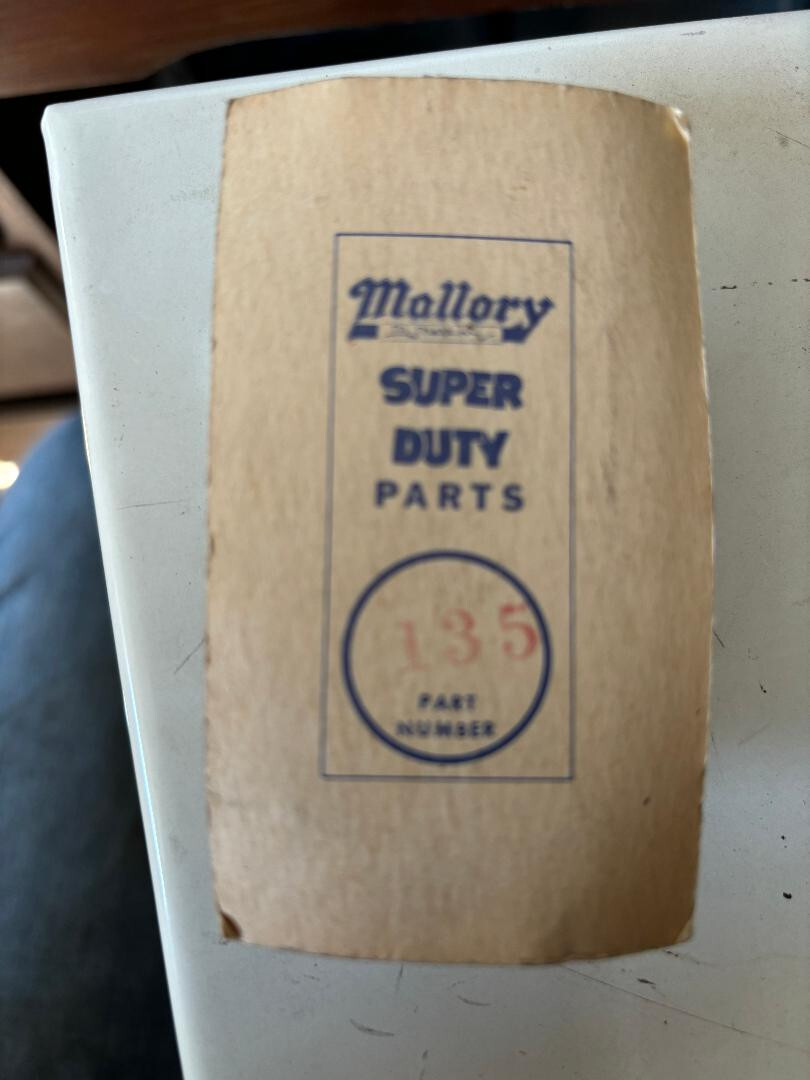 Mallory
SUPER
DUTY
PARTS
135
PART
NUMBER